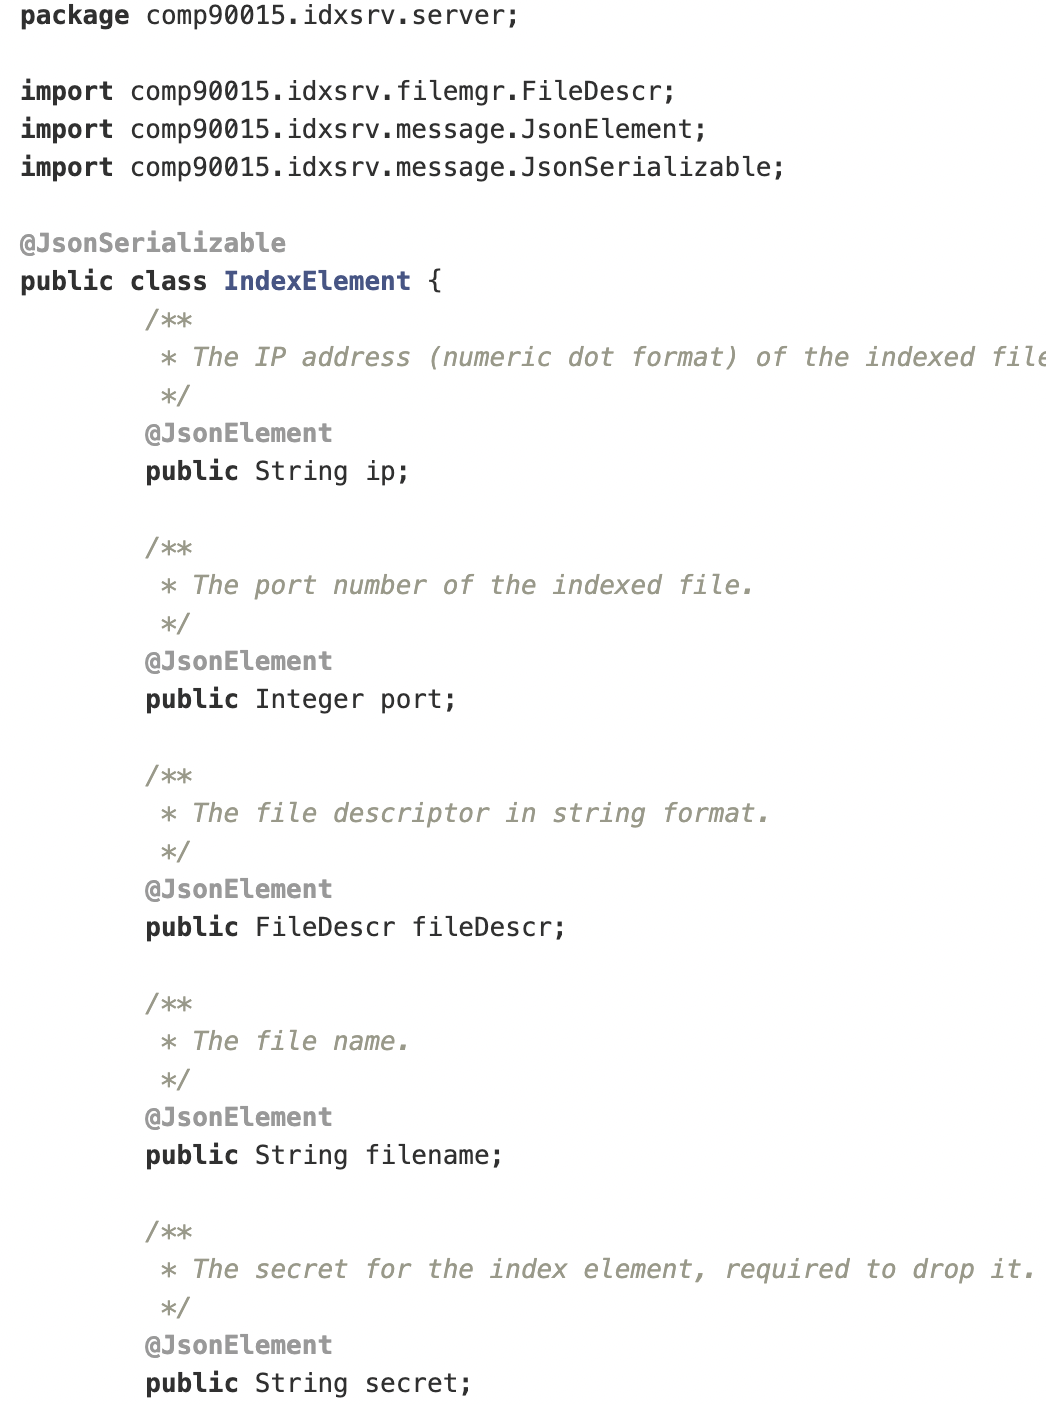 package comp90015.idxsrv.server;
import comp90015.idxsrv.filemgr.FileDescr;
import comp90015.idxsrv.message.JsonElement;
import comp90015.idxsrv.message.JsonSerializable;
@JsonSerializable
public class IndexElement {
/**
* The IP address (numeric dot format) of the indexed file
*/
@JsonElement
public String ip;
/**
* The port number of the indexed file.
*/
@JsonElement
public Integer port;
/**
* The file descriptor in string format.
*/
@JsonElement
public FileDescr fileDescr;
/**
* The file name.
*/
@JsonElement
public String filename;
/**
* The secret for the index element, required to drop it.
*/
@JsonElement
public String secret;